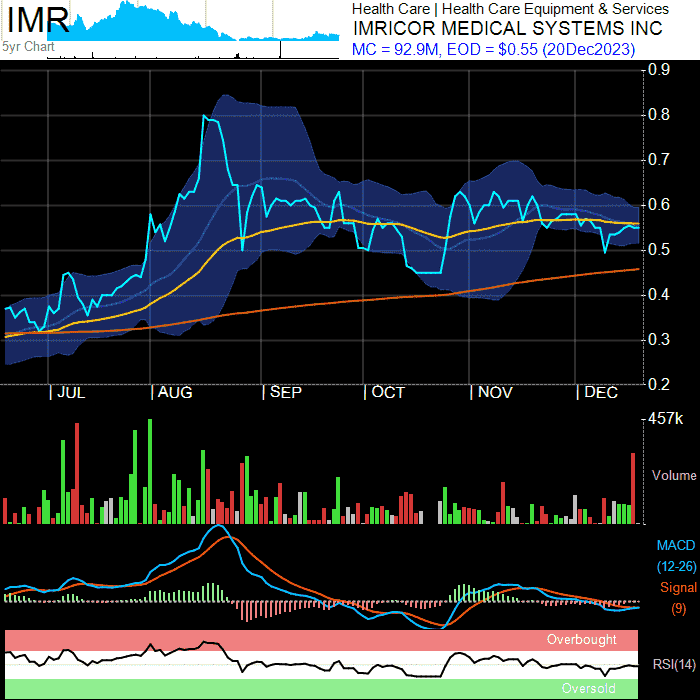 IMR
5yr Chart
Health Care | Health Care Equipment & Services
IMRICOR MEDICAL SYSTEMS INC
MC = 92.9M, EOD = $0.55 (20Dec2023)
0.9
0.8
0.7
0.6
0.5
0.4
0.3
0.2
| JUL | AUG | SEP | OCT | NOV | DEC
457k
Volume
MACD
(12-26)
Signal
(9)
Overbought
RSI(14)
Oversold